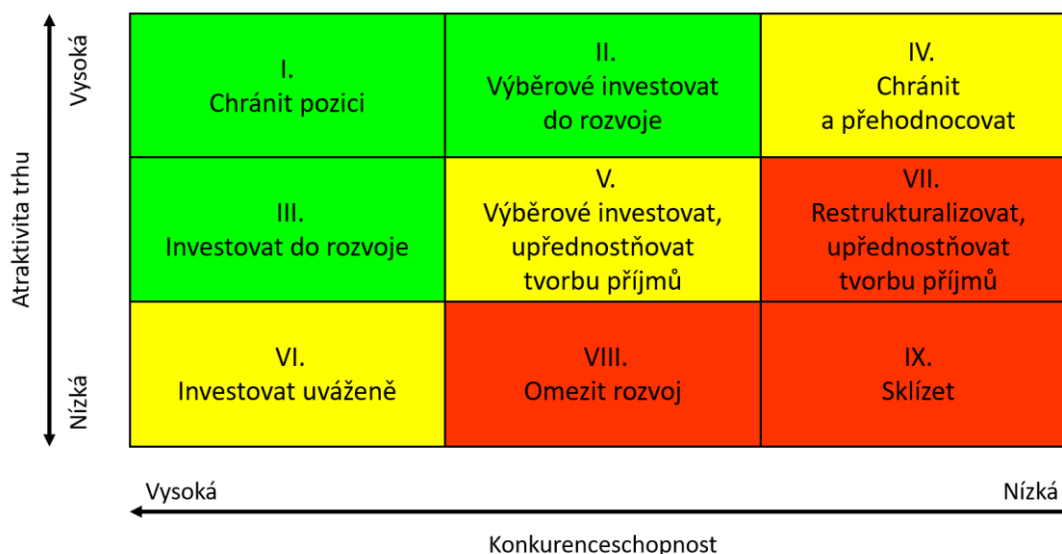 Atraktivita trhu
Vysoká
Nízká
I.
Chránit pozici
II.
Výběrové investovat
do rozvoje
IV.
Chránit
a přehodnocovat
III.
Investovat do rozvoje
V.
Výběrové investovat,
upřednostňovat
tvorbu příjmů
VII.
Restrukturalizovat,
upřednostňovat
tvorbu příjmů
VI.
Investovat uváženě
VIII.
Omezit rozvoj
IX.
Sklízet
Vysoká
Nízká
Konkurenceschopnost